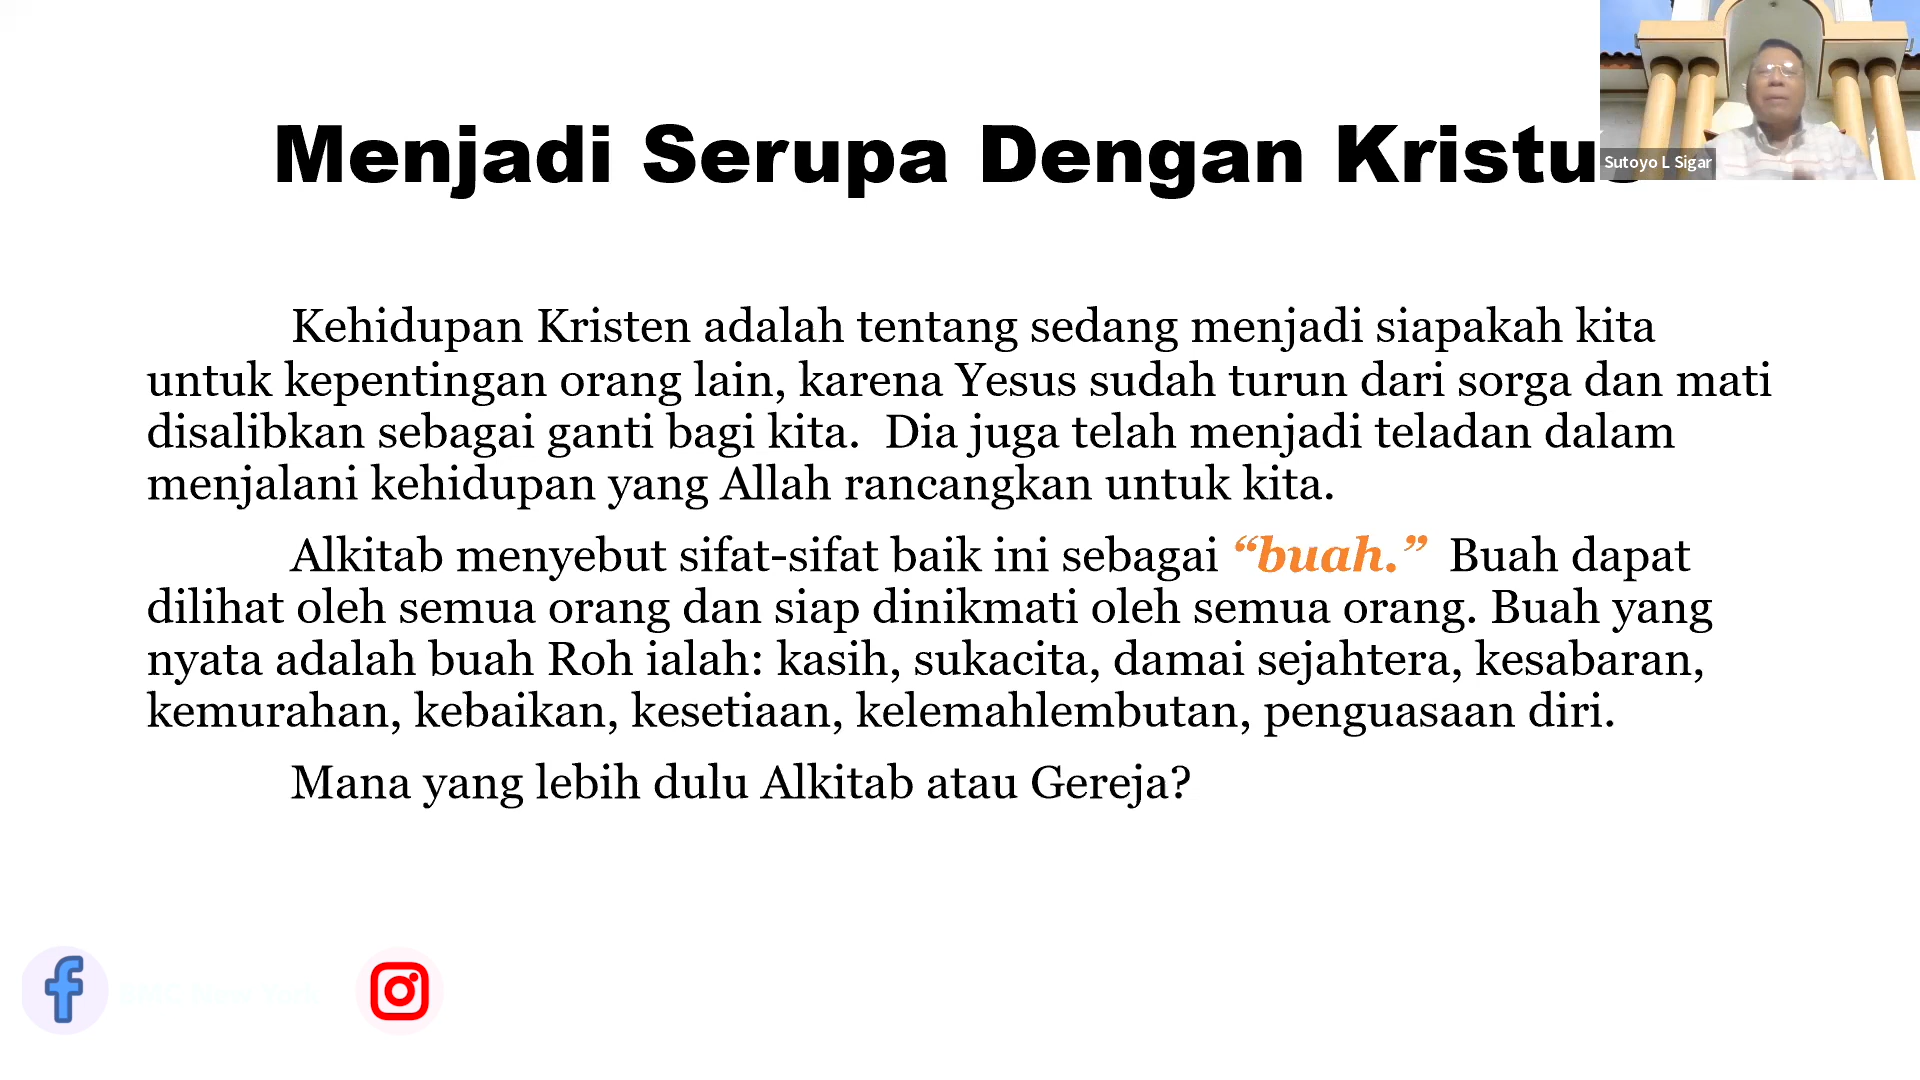 Menjadi Serupa Dengan Kristus
Sutoyo L Sigar
Kehidupan Kristen adalah tentang sedang menjadi siapakah kita
untuk kepentingan orang lain, karena Yesus sudah turun dari sorga dan mati
disalibkan sebagai ganti bagi kita.  Dia juga telah menjadi teladan dalam
menjalani kehidupan yang Allah rancangkan untuk kita.
Alkitab menyebut sifat-sifat baik ini sebagai “buah.”  Buah dapat
dilihat oleh semua orang dan siap dinikmati oleh semua orang. Buah yang
nyata adalah buah Roh ialah: kasih, sukacita, damai sejahtera, kesabaran,
kemurahan, kebaikan, kesetiaan, kelemahlembutan, penguasaan diri.
Mana yang lebih dulu Alkitab atau Gereja?